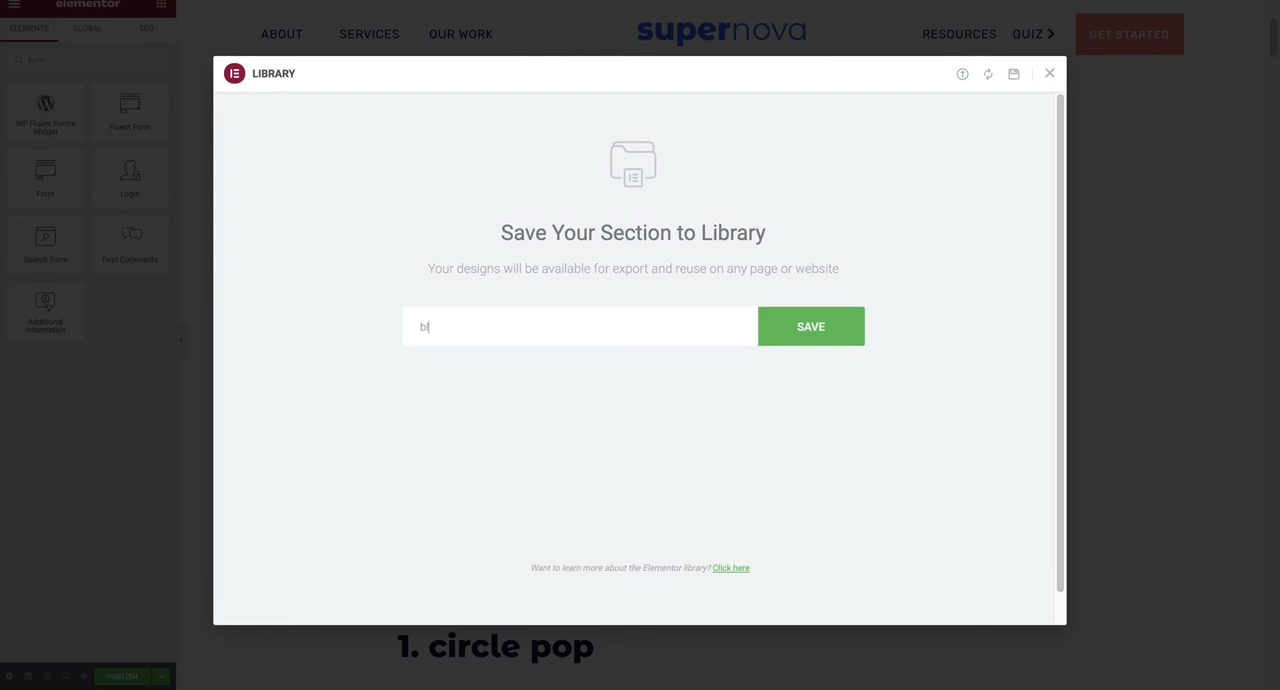 elementor
ELEMENTS GLOBAL SEO
ABOUT SERVICES OUR WORK supernova RESOURCES QUIZ GET STARTED
LIBRARY
WP Fluent Forms Widget
Fluent Form
Form
Login
Search Form
Post Comments
Additional Information
Save Your Section to Library
Your designs will be available for export and reuse on any page or website
bl
SAVE
Want to learn more about the Elementor library? Click here
1. circle pop
PUBLISH